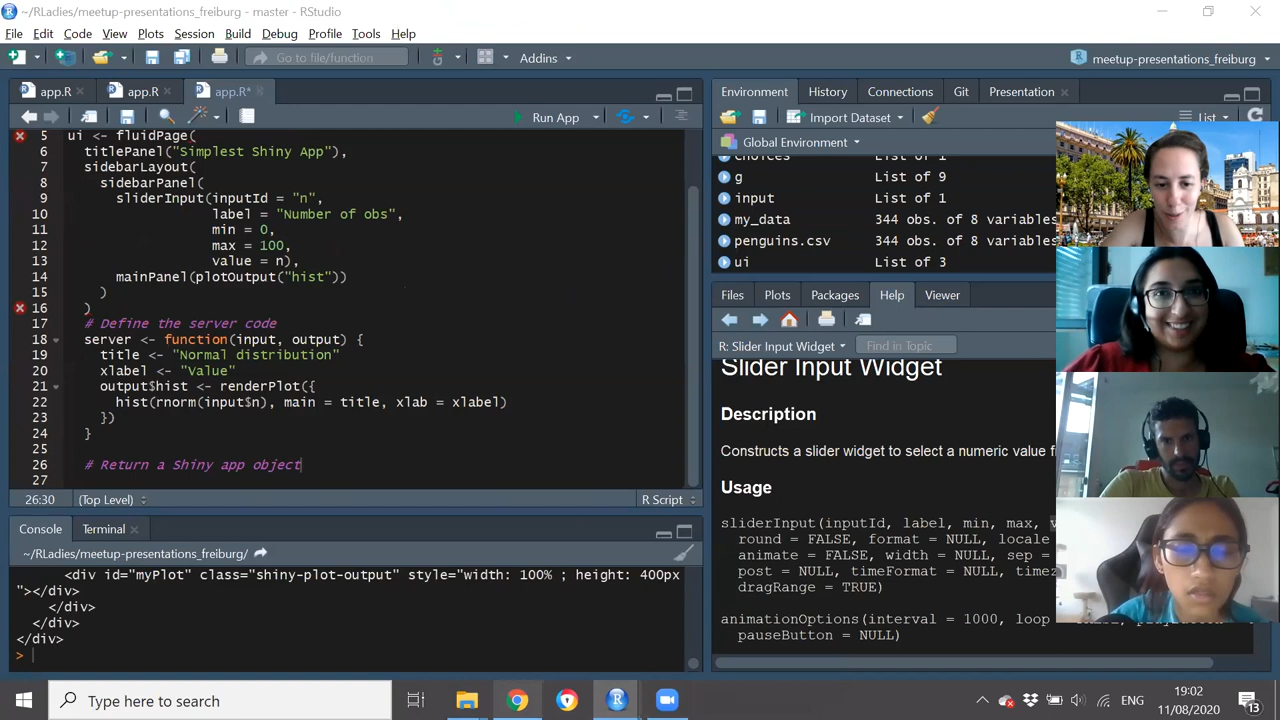 ~/RLadies/meetup-presentations_freiburg - master - RStudio
File Edit Code View Plots Session Build Debug Profile Tools Help
Go to file/function Addins meetup-presentations_freiburg
app.R app.R app.R*
Run App
5 ui <- fluidPage(
6 titlePanel("Simplest Shiny App"),
7 sidebarLayout(
8 sidebarPanel(
9 sliderInput(inputId = "n",
10 label = "Number of obs",
11 min = 0,
12 max = 100,
13 value = n),
14 mainPanel(plotOutput("hist"))
15 )
16 )
17 # Define the server code
18 server <- function(input, output) {
19 title <- "Normal distribution"
20 xlabel <- "Value"
21 output$hist <- renderPlot({
22 hist(rnorm(input$n), main = title, xlab = xlabel)
23 })
24 }
25
26 # Return a Shiny app object
27
26:30 (Top Level) R Script
Console Terminal
~/RLadies/meetup-presentations_freiburg/
<div id="myPlot" class="shiny-plot-output" style="width: 100% ; height: 400px
"></div>
</div>
</div>
</div>
>
Environment History Connections Git Presentation
Import Dataset List
Global Environment
choices List of 1
g List of 9
input List of 1
my_data 344 obs. of 8 variables
penguins.csv 344 obs. of 8 variables
ui List of 3
Files Plots Packages Help Viewer
R: Slider Input Widget Find in Topic
Slider Input Widget
Description
Constructs a slider widget to select a numeric value f
Usage
sliderInput(inputId, label, min, max, v
round = FALSE, format = NULL, locale
animate = FALSE, width = NULL, sep =
post = NULL, timeFormat = NULL, timez
dragRange = TRUE)
animationOptions(interval = 1000, loop
pauseButton = NULL)
Type here to search
ENG
19:02
11/08/2020
13